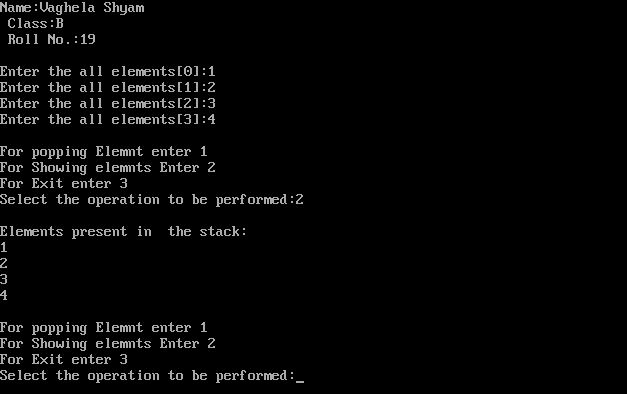 Name:Vaghela Shyam
Class:B
Roll No.:19
Enter the all elements[0]:1
Enter the all elements[1]:2
Enter the all elements[2]:3
Enter the all elements[3]:4
For popping Elemnt enter 1
For Showing elemnts Enter 2
For Exit enter 3
Select the operation to be performed:2
Elements present in  the stack:
1
2
3
4
For popping Elemnt enter 1
For Showing elemnts Enter 2
For Exit enter 3
Select the operation to be performed:_